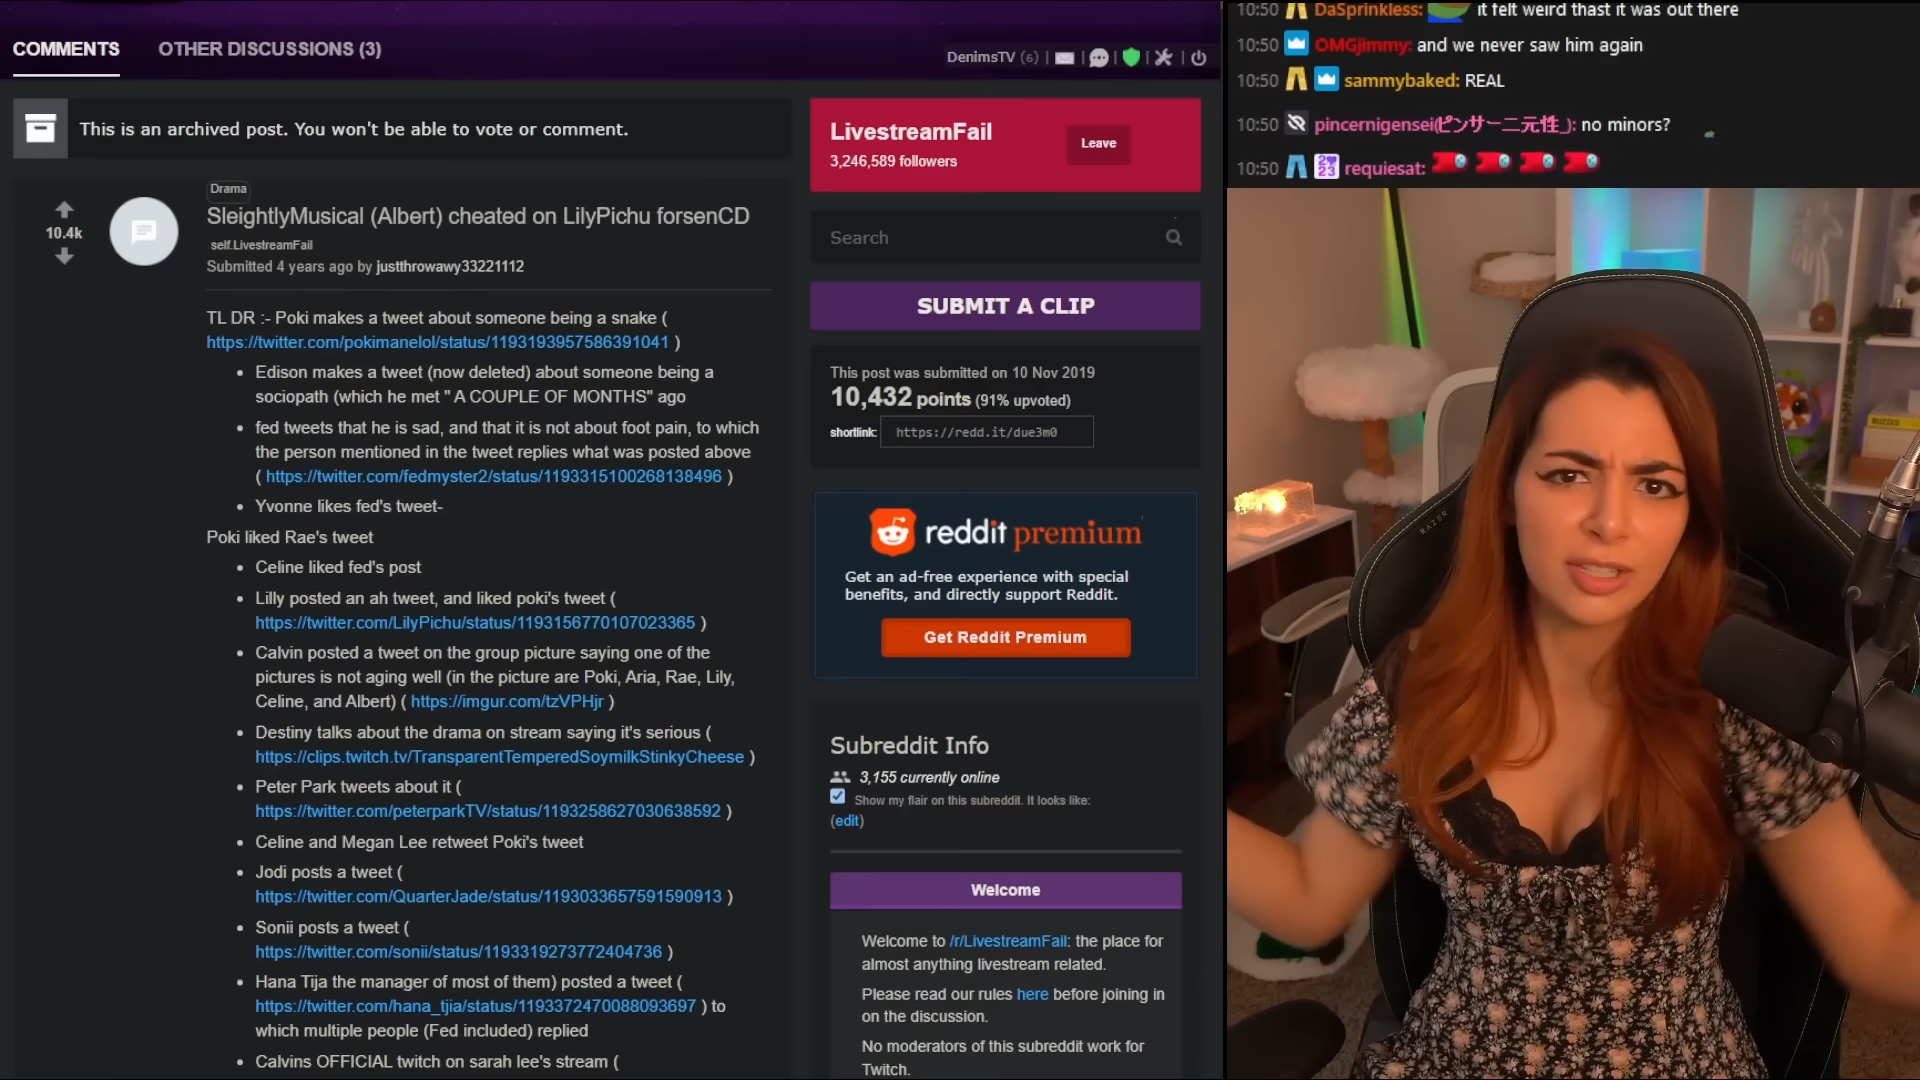 COMMENTS
OTHER DISCUSSIONS (3)
DenimsTV (6)
This is an archived post. You won't be able to vote or comment.
10.4k
Drama
SleightlyMusical (Albert) cheated on LilyPichu forsenCD
self.LivestreamFail
Submitted 4 years ago by justthrowawy33221112
TL DR :- Poki makes a tweet about someone being a snake (
https://twitter.com/pokimanelol/status/1193193957586391041 )
• Edison makes a tweet (now deleted) about someone being a
sociopath (which he met " A COUPLE OF MONTHS" ago
• fed tweets that he is sad, and that it is not about foot pain, to which
the person mentioned in the tweet replies what was posted above
( https://twitter.com/fedmyster2/status/1193315100268138496 )
• Yvonne likes fed's tweet-
Poki liked Rae's tweet
• Celine liked fed's post
• Lilly posted an ah tweet, and liked poki's tweet (
https://twitter.com/LilyPichu/status/1193156770107023365 )
• Calvin posted a tweet on the group picture saying one of the
pictures is not aging well (in the picture are Poki, Aria, Rae, Lily,
Celine, and Albert) ( https://imgur.com/tzVPHjr )
• Destiny talks about the drama on stream saying it's serious (
https://clips.twitch.tv/TransparentTemperedSoymilkStinkyCheese )
• Peter Park tweets about it (
https://twitter.com/peterparkTV/status/1193258627030638592 )
• Celine and Megan Lee retweet Poki's tweet
• Jodi posts a tweet (
https://twitter.com/QuarterJade/status/1193033657591590913 )
• Sonii posts a tweet (
https://twitter.com/sonii/status/1193319273772404736 )
• Hana Tija the manager of most of them) posted a tweet (
https://twitter.com/hana_tjia/status/1193372470088093697 ) to
which multiple people (Fed included) replied
• Calvins OFFICIAL twitch on sarah lee's stream (
LivestreamFail
3,246,589 followers
Leave
Search
SUBMIT A CLIP
This post was submitted on 10 Nov 2019
10,432 points (91% upvoted)
shortlink: https://redd.it/due3m0
reddit premium
Get an ad-free experience with special
benefits, and directly support Reddit.
Get Reddit Premium
Subreddit Info
3,155 currently online
Show my flair on this subreddit. It looks like:
(edit)
Welcome
Welcome to /r/LivestreamFail: the place for
almost anything livestream related.
Please read our rules here before joining in
on the discussion.
No moderators of this subreddit work for
Twitch.
10:50 DaSprinkless: it felt weird thast it was out there
10:50 OMGjimmy: and we never saw him again
10:50 sammybaked: REAL
10:50 pincernigensei(ピンサー二元性_): no minors?
10:50 2023 requiesat:
RAZER
BUZZED